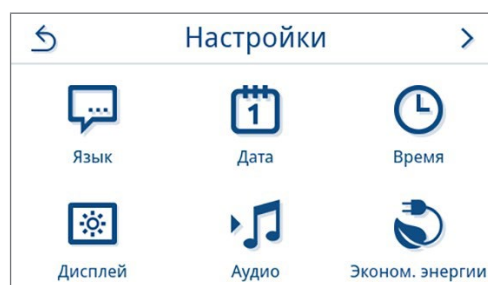 Настройки
...
1
Язык Дата Время
Дисплей Аудио Эконом. энергии